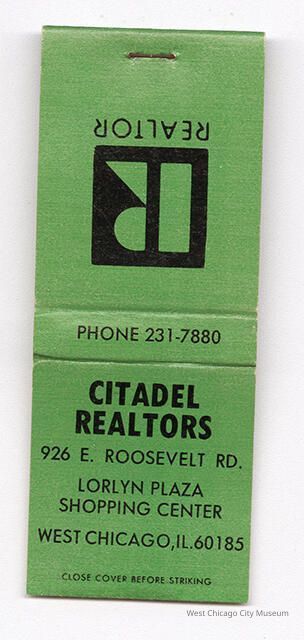 REALTOR
R
PHONE 231-7880
CITADEL
REALTORS
926 E. ROOSEVELT RD.
LORLYN PLAZA
SHOPPING CENTER
WEST CHICAGO,IL.60185
CLOSE COVER BEFORE STRIKING
West Chicago City Museum